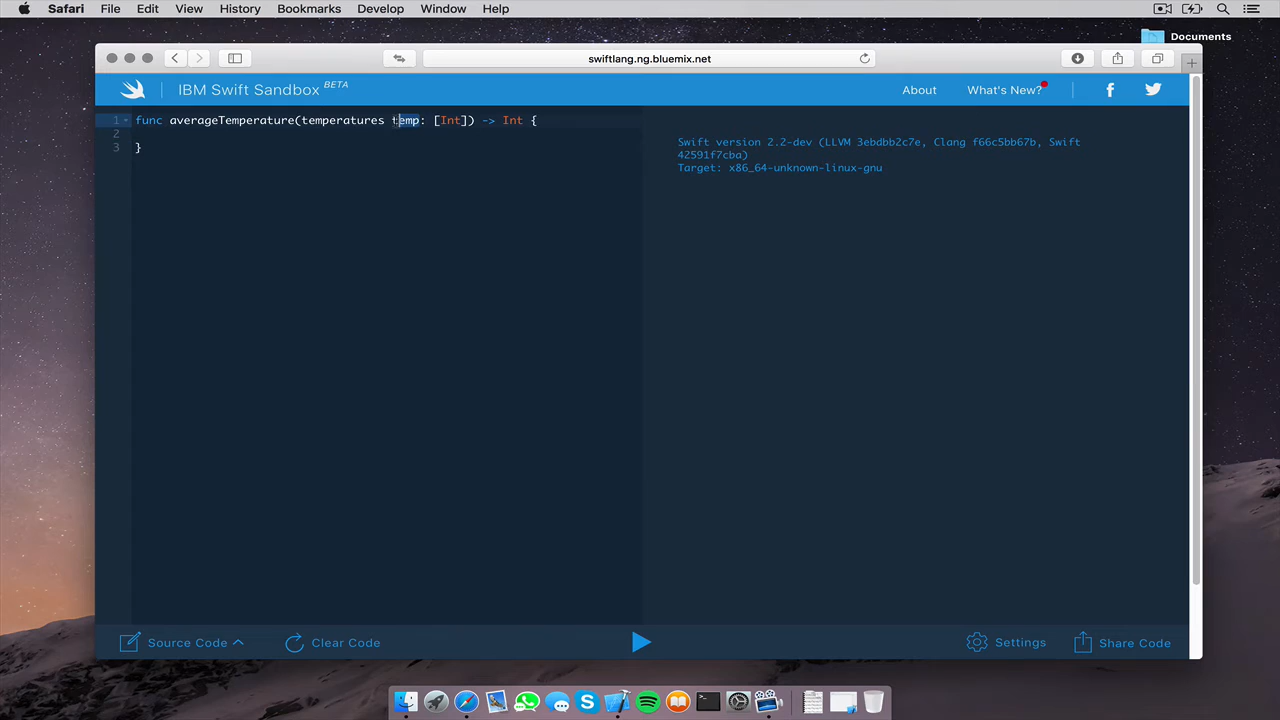 Safari File Edit View History Bookmarks Develop Window Help
Documents
swiftlang.ng.bluemix.net
IBM Swift Sandbox BETA
About What's New?
1 func averageTemperature(temperatures temp: [Int]) -> Int {
2
3 }
Swift version 2.2-dev (LLVM 3ebdbb2c7e, Clang f66c5bb67b, Swift
42591f7cba)
Target: x86_64-unknown-linux-gnu
Source Code Clear Code Settings Share Code